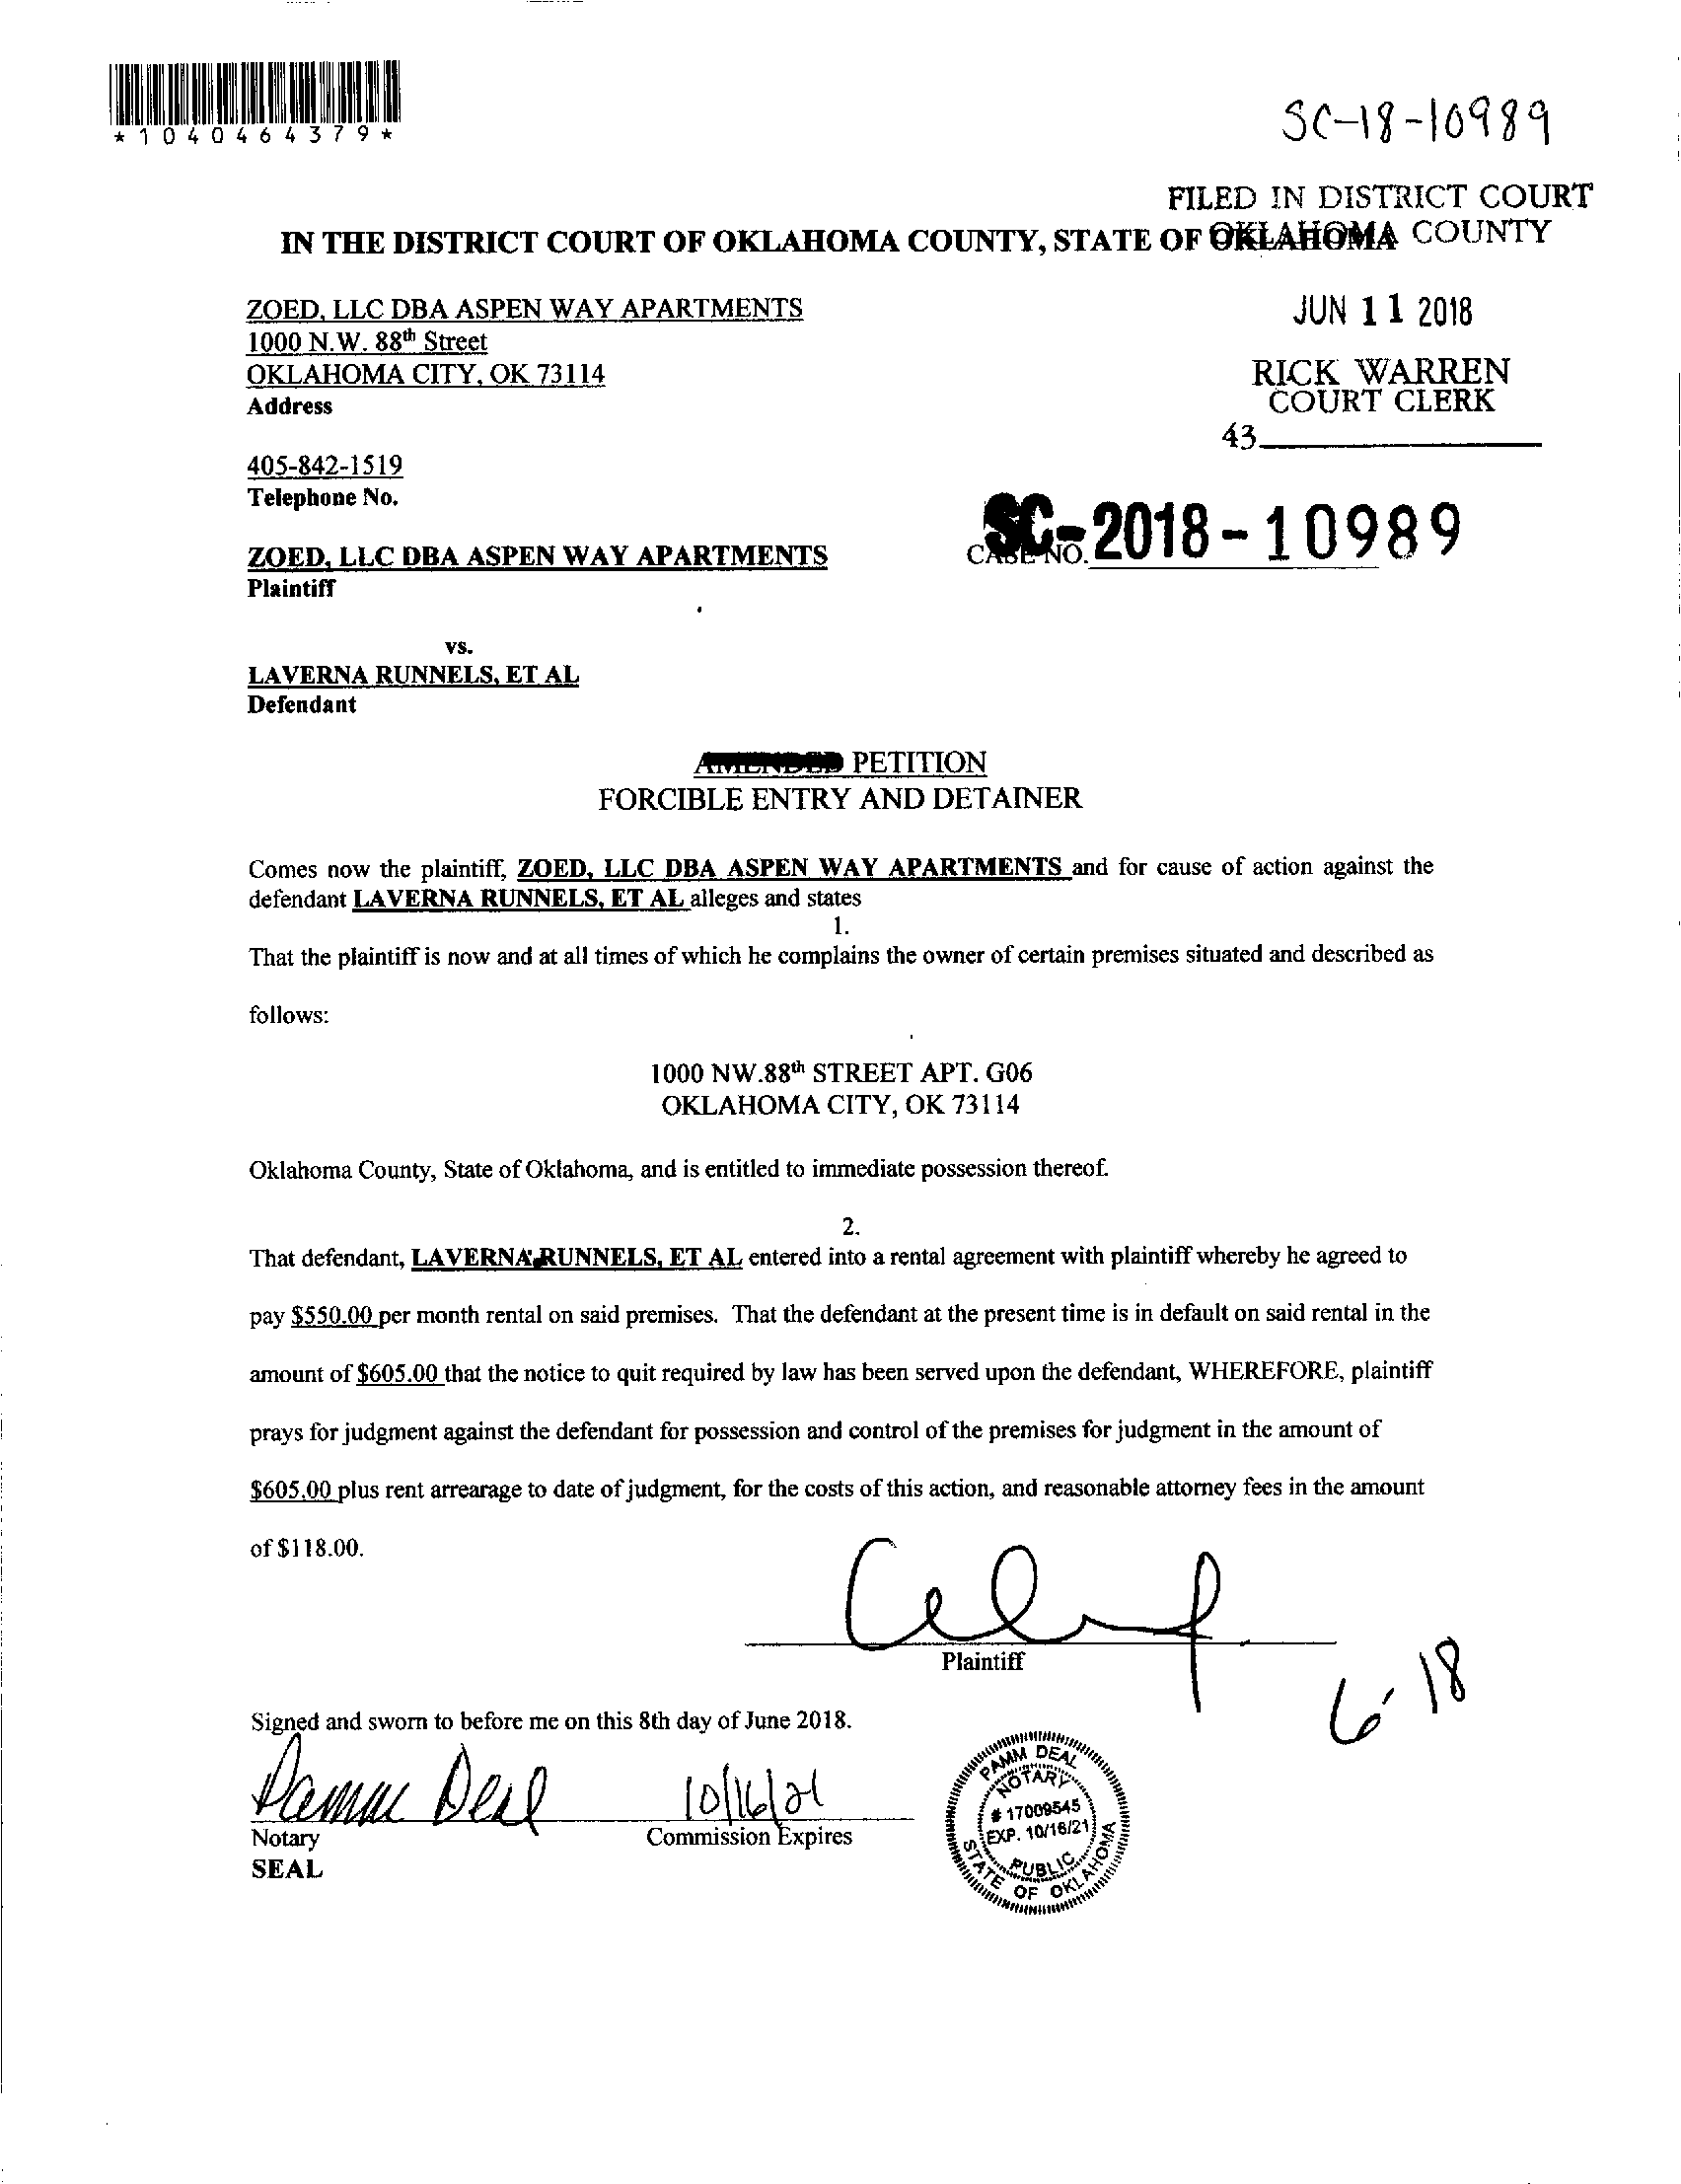 *1040464379*
SC-18-10989
FILED IN DISTRICT COURT
OKLAHOMA COUNTY
IN THE DISTRICT COURT OF OKLAHOMA COUNTY, STATE OF OKLAHOMA
ZOED, LLC DBA ASPEN WAY APARTMENTS
JUN 11 2018
1000 N.W. 88th Street
OKLAHOMA CITY, OK 73114
RICK WARREN
Address
COURT CLERK
43
405-842-1519
Telephone No.
SC-2018-10989
CASE NO.
ZOED, LLC DBA ASPEN WAY APARTMENTS
Plaintiff
vs.
LAVERNA RUNNELS, ET AL
Defendant
AMENDED PETITION
FORCIBLE ENTRY AND DETAINER
Comes now the plaintiff, ZOED, LLC DBA ASPEN WAY APARTMENTS and for cause of action against the
defendant LAVERNA RUNNELS, ET AL alleges and states
1.
That the plaintiff is now and at all times of which he complains the owner of certain premises situated and described as
follows:
1000 NW.88th STREET APT. G06
OKLAHOMA CITY, OK 73114
Oklahoma County, State of Oklahoma, and is entitled to immediate possession thereof.
2.
That defendant, LAVERNA RUNNELS, ET AL entered into a rental agreement with plaintiff whereby he agreed to
pay $550.00 per month rental on said premises. That the defendant at the present time is in default on said rental in the
amount of $605.00 that the notice to quit required by law has been served upon the defendant, WHEREFORE, plaintiff
prays for judgment against the defendant for possession and control of the premises for judgment in the amount of
$605.00 plus rent arrearage to date of judgment, for the costs of this action, and reasonable attorney fees in the amount
of $118.00.
Plaintiff
6-18
Signed and sworn to before me on this 8th day of June 2018.
Pamm Deal 10/16/21
Notary Commission Expires
SEAL
PAMM DEAL
NOTARY
# 17009545
EXP. 10/16/21
PUBLIC
STATE OF OKLAHOMA